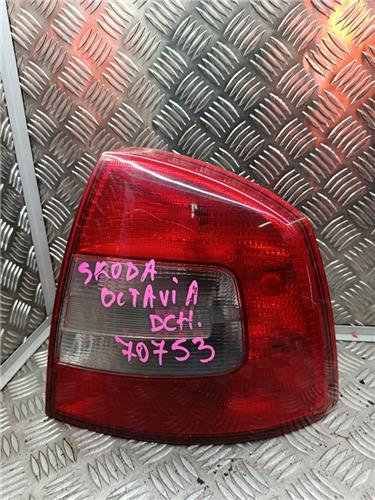 SKODA
OCTAVIA
DCH.
70753